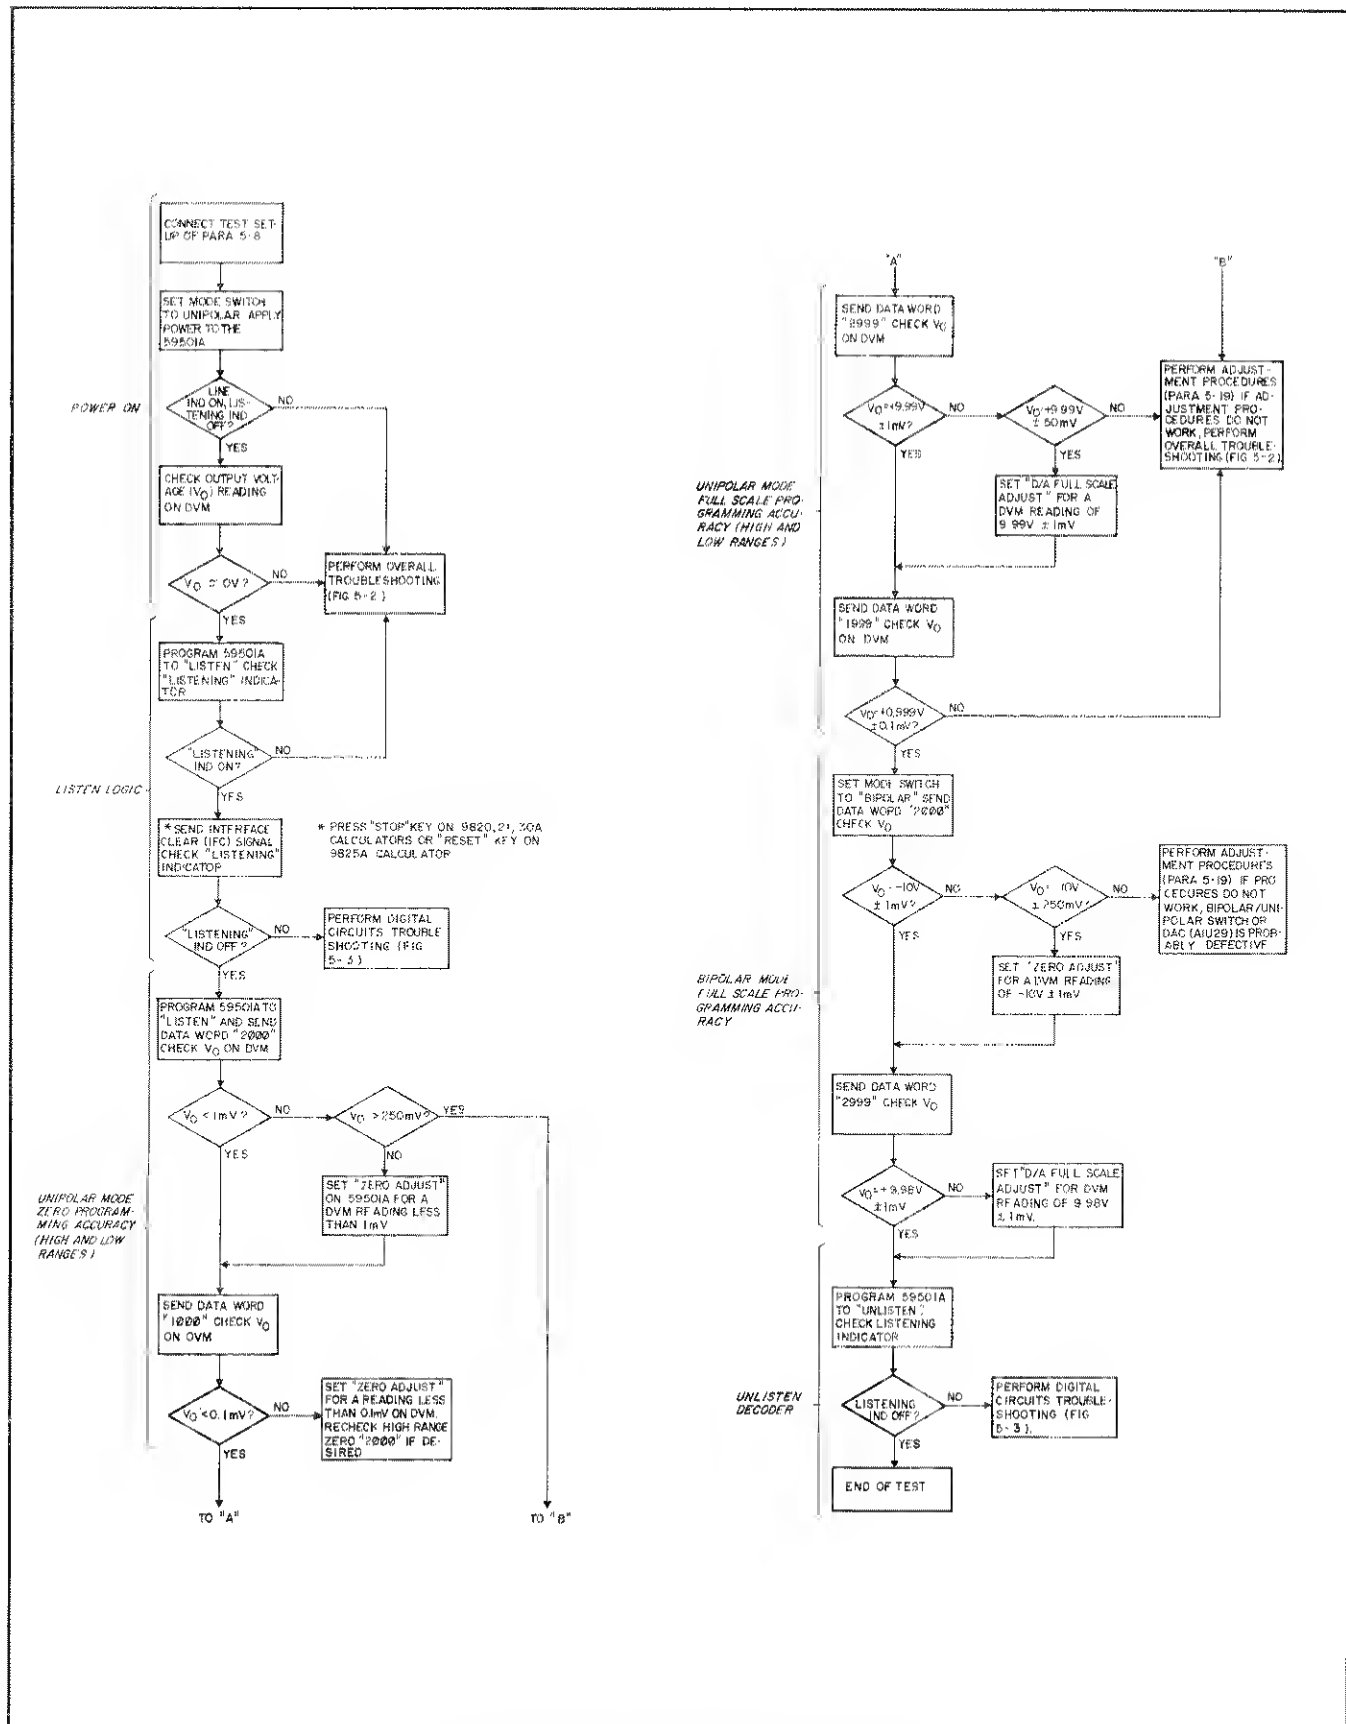 CONNECT TEST SET-
UP OF PARA 5-8
SET MODE SWITCH
TO UNIPOLAR APPLY
POWER TO THE
59501A
POWER ON
LINE
IND ON, LIS-
TENING IND
OFF?
NO
YES
CHECK OUTPUT VOLT-
AGE (VO) READING
ON DVM
VO ≈ 0V?
NO
PERFORM OVERALL
TROUBLESHOOTING
(FIG 5-2)
YES
PROGRAM 59501A
TO "LISTEN" CHECK
"LISTENING" INDICA-
TOR
"LISTENING"
IND ON?
NO
LISTEN LOGIC
YES
* SEND INTERFACE
CLEAR (IFC) SIGNAL
CHECK "LISTENING"
INDICATOR
* PRESS "STOP" KEY ON 9820, 21, 30A
CALCULATORS OR "RESET" KEY ON
9825A CALCULATOR
"LISTENING"
IND OFF?
NO
PERFORM DIGITAL
CIRCUITS TROUBLE
SHOOTING (FIG
5-3)
YES
PROGRAM 59501A TO
"LISTEN" AND SEND
DATA WORD "2000"
CHECK VO ON DVM
VO < 1mV?
NO
VO > 250mV?
YES
YES
NO
SET "ZERO ADJUST"
ON 59501A FOR A
DVM READING LESS
THAN 1mV
UNIPOLAR MODE
ZERO PROGRAM-
MING ACCURACY
(HIGH AND LOW
RANGES)
SEND DATA WORD
"1000" CHECK VO
ON DVM
VO < 0.1mV?
NO
SET "ZERO ADJUST"
FOR A READING LESS
THAN 0.1mV ON DVM.
RECHECK HIGH RANGE
ZERO "2000" IF DE-
SIRED
YES
TO "A"
TO "B"
"A"
"B"
SEND DATA WORD
"2999" CHECK VO
ON DVM
VO = +9.99V
±1mV?
NO
VO = +9.99V
± 50mV
NO
PERFORM ADJUST-
MENT PROCEDURES
(PARA 5-19) IF AD-
JUSTMENT PRO-
CEDURES DO NOT
WORK, PERFORM
OVERALL TROUBLE-
SHOOTING (FIG 5-2)
YES
YES
SET "D/A FULL SCALE
ADJUST" FOR A
DVM READING OF
9.99V ±1mV
UNIPOLAR MODE
FULL SCALE PRO-
GRAMMING ACCU-
RACY (HIGH AND
LOW RANGES)
SEND DATA WORD
"1999" CHECK VO
ON DVM
VO = +0.999V
±0.1mV?
NO
YES
SET MODE SWITCH
TO "BIPOLAR" SEND
DATA WORD "2000"
CHECK VO
VO = -10V
±1mV?
NO
VO = -10V
± 250mV?
NO
PERFORM ADJUST-
MENT PROCEDURES
(PARA 5-19) IF PRO
CEDURES DO NOT
WORK, BIPOLAR/UNI-
POLAR SWITCH OR
DAC (A1U29) IS PROB-
ABLY DEFECTIVE
YES
YES
SET "ZERO ADJUST"
FOR A DVM READING
OF -10V ±1mV
BIPOLAR MODE
FULL SCALE PRO-
GRAMMING ACCU-
RACY
SEND DATA WORD
"2999" CHECK VO
VO = +9.98V
±1mV
NO
SET "D/A FULL SCALE
ADJUST" FOR DVM
READING OF 9.98V
± 1mV.
YES
PROGRAM 59501A
TO "UNLISTEN",
CHECK LISTENING
INDICATOR
UNLISTEN
DECODER
LISTENING
IND OFF?
NO
PERFORM DIGITAL
CIRCUITS TROUBLE-
SHOOTING (FIG
5-3).
YES
END OF TEST